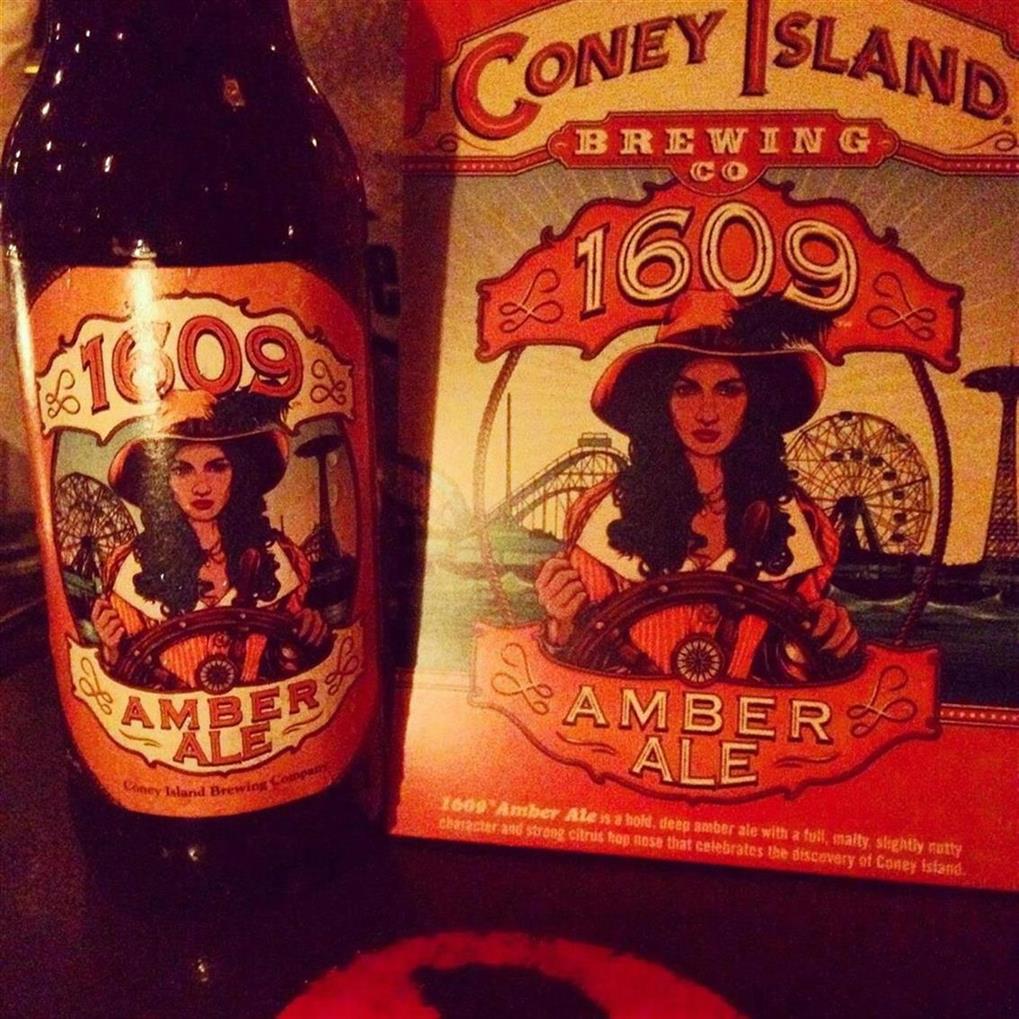 1609
AMBER
ALE
Coney Island Brewing Company
CONEY ISLAND
BREWING
CO
1609
AMBER
ALE
1609 Amber Ale is a bold, deep amber ale with a full, malty, slightly nutty
character and strong citrus hop nose that celebrates the discovery of Coney Island.